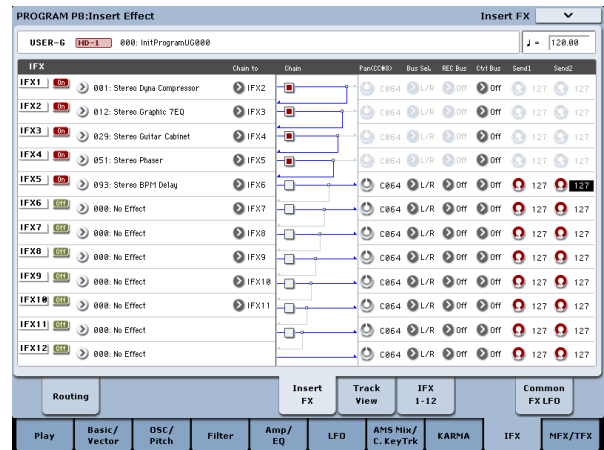 PROGRAM P8:Insert Effect Insert FX
USER-G HD-1 000: InitProgramUG000 ♩ = 120.00
IFX Chain to Chain Pan(CC#8) Bus Sel. REC Bus Ctrl Bus Send1 Send2
IFX1 On 001: Stereo Dyna Compressor IFX2 C064 L/R Off Off 127 127
IFX2 On 012: Stereo Graphic 7EQ IFX3 C064 L/R Off Off 127 127
IFX3 On 029: Stereo Guitar Cabinet IFX4 C064 L/R Off Off 127 127
IFX4 On 051: Stereo Phaser IFX5 C064 L/R Off Off 127 127
IFX5 On 093: Stereo BPM Delay IFX6 C064 L/R Off Off 127 127
IFX6 Off 000: No Effect IFX7 C064 L/R Off Off 127 127
IFX7 Off 000: No Effect IFX8 C064 L/R Off Off 127 127
IFX8 Off 000: No Effect IFX9 C064 L/R Off Off 127 127
IFX9 Off 000: No Effect IFX10 C064 L/R Off Off 127 127
IFX10 Off 000: No Effect IFX11 C064 L/R Off Off 127 127
IFX11 Off 000: No Effect C064 L/R Off Off 127 127
IFX12 Off 000: No Effect C064 L/R Off Off 127 127
Routing Insert FX Track View IFX 1-12 Common FX LFO
Play Basic/Vector OSC/Pitch Filter Amp/EQ LFO AMS Mix/C.KeyTrk KARMA IFX MFX/TFX